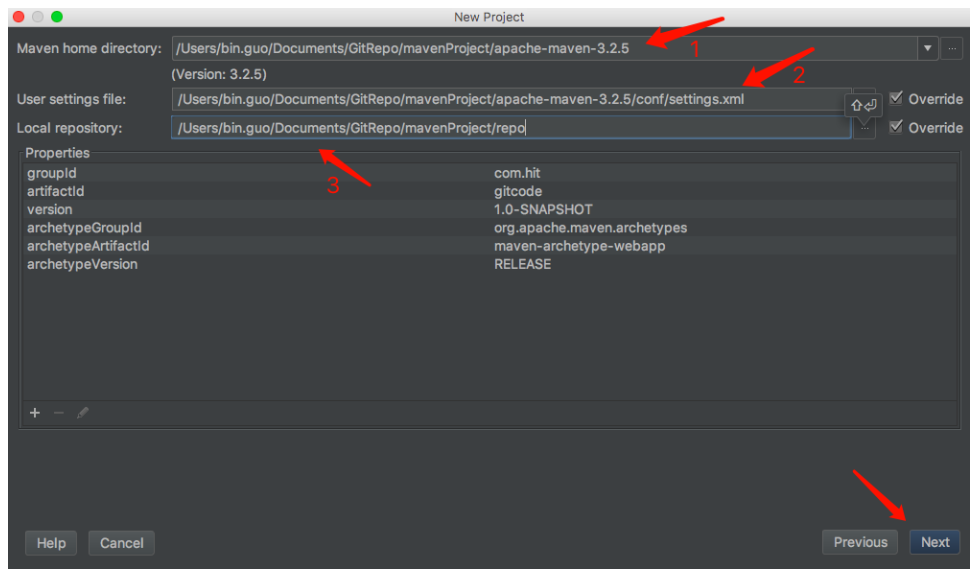 New Project
Maven home directory: /Users/bin.guo/Documents/GitRepo/mavenProject/apache-maven-3.2.5 1
(Version: 3.2.5)
2
User settings file: /Users/bin.guo/Documents/GitRepo/mavenProject/apache-maven-3.2.5/conf/settings.xml Override
Local repository: /Users/bin.guo/Documents/GitRepo/mavenProject/repo Override
Properties
3
groupId com.hit
artifactId gitcode
version 1.0-SNAPSHOT
archetypeGroupId org.apache.maven.archetypes
archetypeArtifactId maven-archetype-webapp
archetypeVersion RELEASE
Help Cancel Previous Next